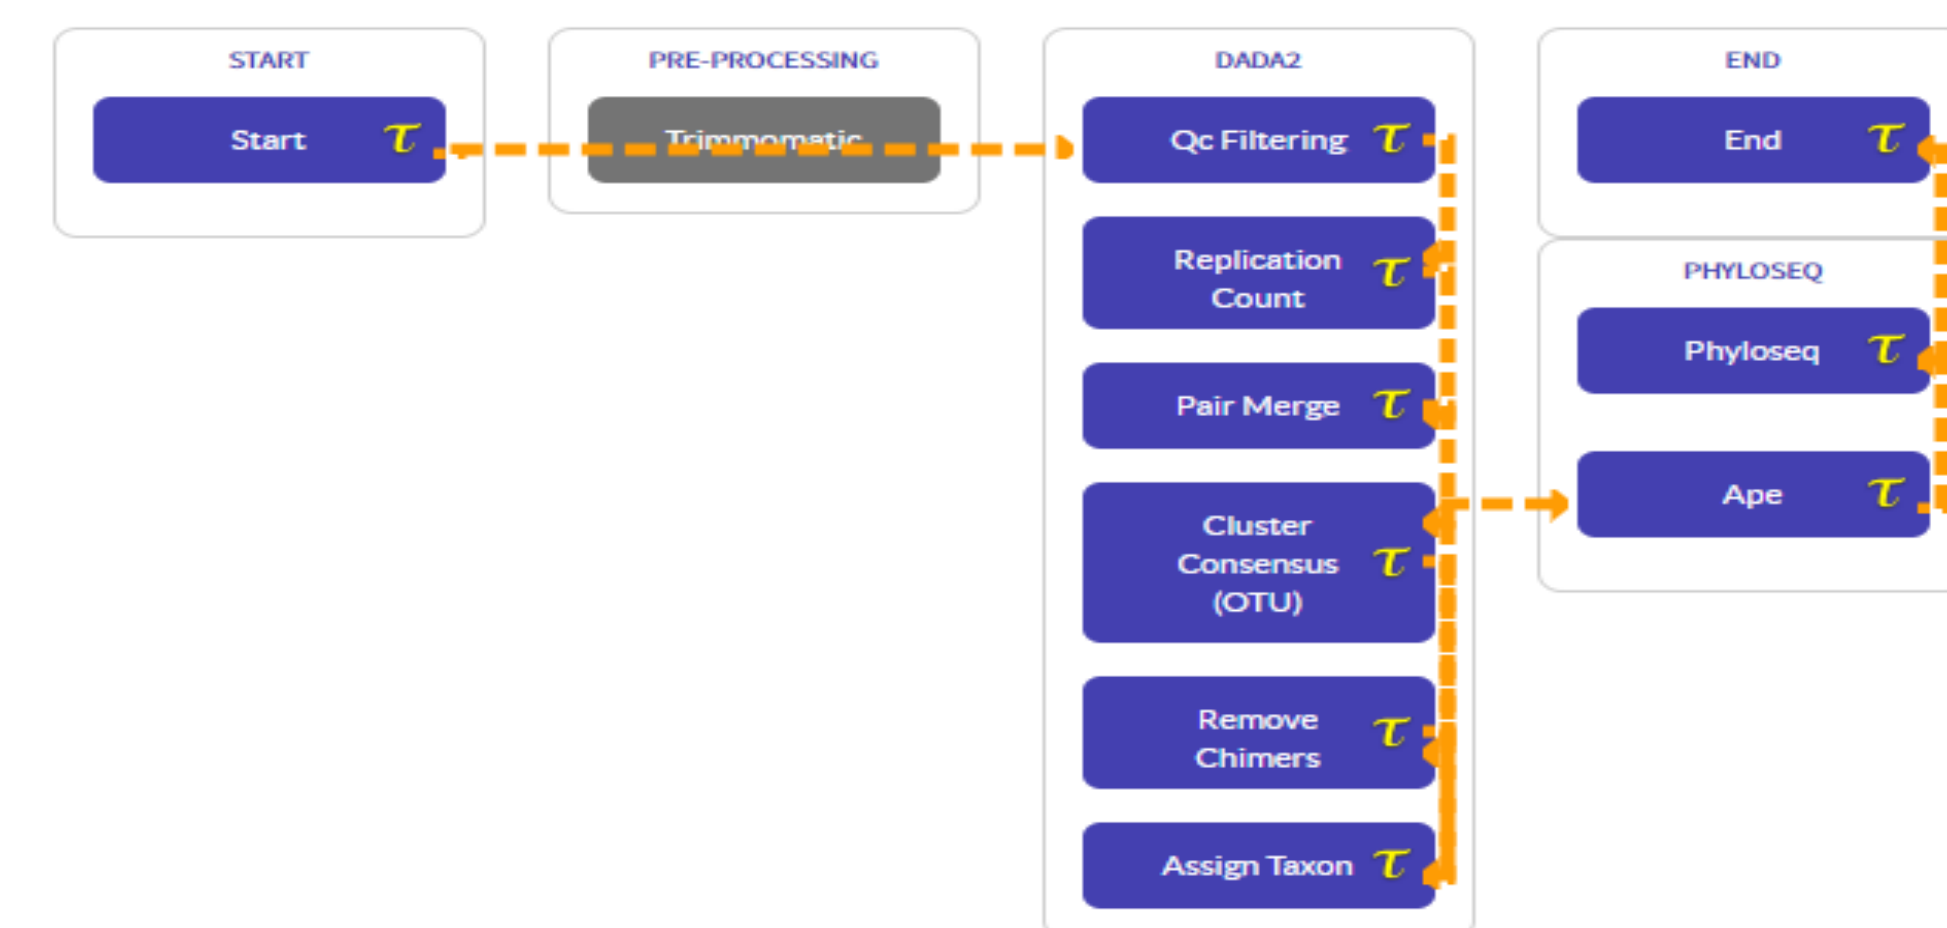 START
Start τ
PRE-PROCESSING
Trimmomatic
DADA2
Qc Filtering τ
Replication
Count τ
Pair Merge τ
Cluster
Consensus τ
(OTU)
Remove
Chimers τ
Assign Taxon τ
END
End τ
PHYLOSEQ
Phyloseq τ
Ape τ